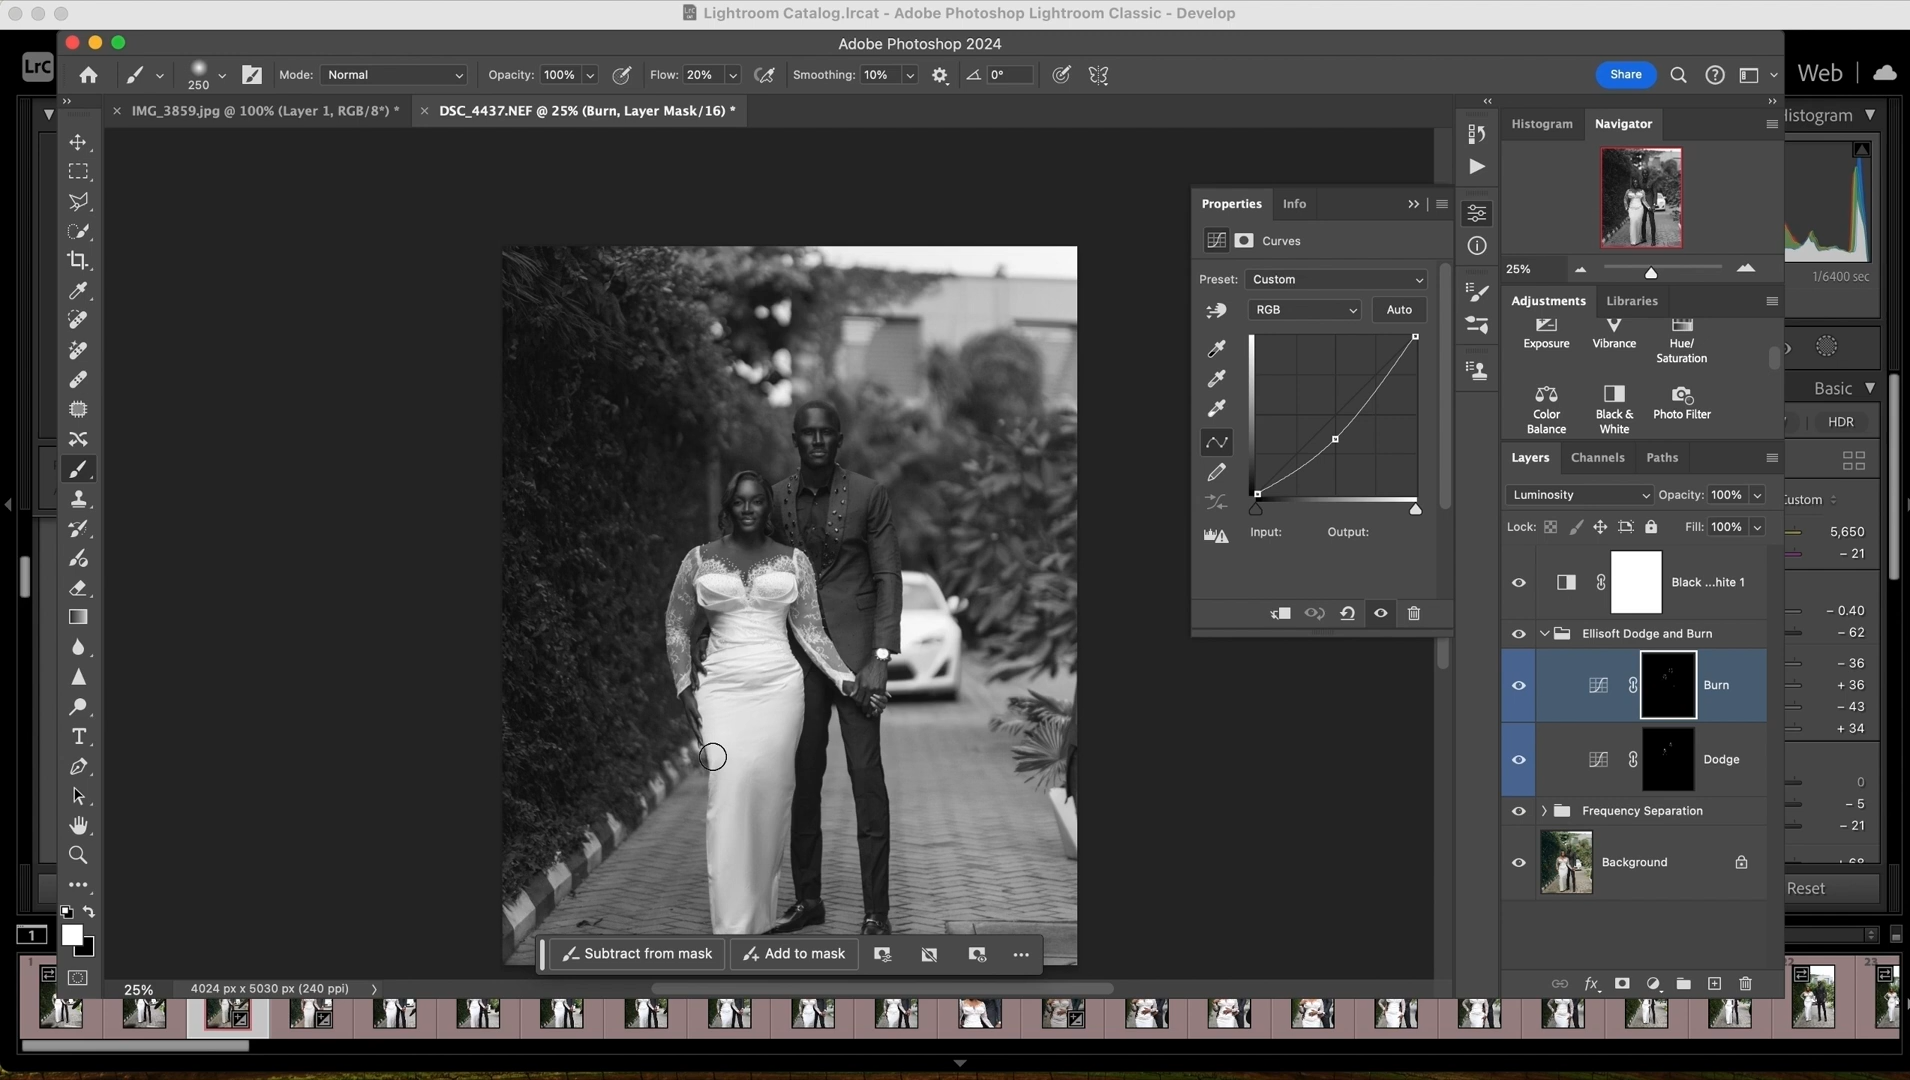 Lightroom Catalog.lrcat - Adobe Photoshop Lightroom Classic - Develop
Adobe Photoshop 2024
LrC
250
Mode: Normal
Opacity: 100%
Flow: 20%
Smoothing: 10%
0°
Share
Web
IMG_3859.jpg @ 100% (Layer 1, RGB/8*) *
DSC_4437.NEF @ 25% (Burn, Layer Mask/16) *
Histogram
Navigator
istogram
25%
1/6400 sec
Properties
Info
Curves
Preset: Custom
RGB
Auto
Input:
Output:
Adjustments
Libraries
Exposure
Vibrance
Hue/
Saturation
Color
Balance
Black &
White
Photo Filter
Basic
HDR
Layers
Channels
Paths
Luminosity
Opacity: 100%
Lock:
Fill: 100%
ustom
5,650
– 21
– 0.40
– 62
– 36
+ 36
– 43
+ 34
0
– 5
– 21
Reset
Black ...hite 1
Ellisoft Dodge and Burn
Burn
Dodge
Frequency Separation
Background
fx
Subtract from mask
Add to mask
25%
4024 px x 5030 px (240 ppi)
1
1
23